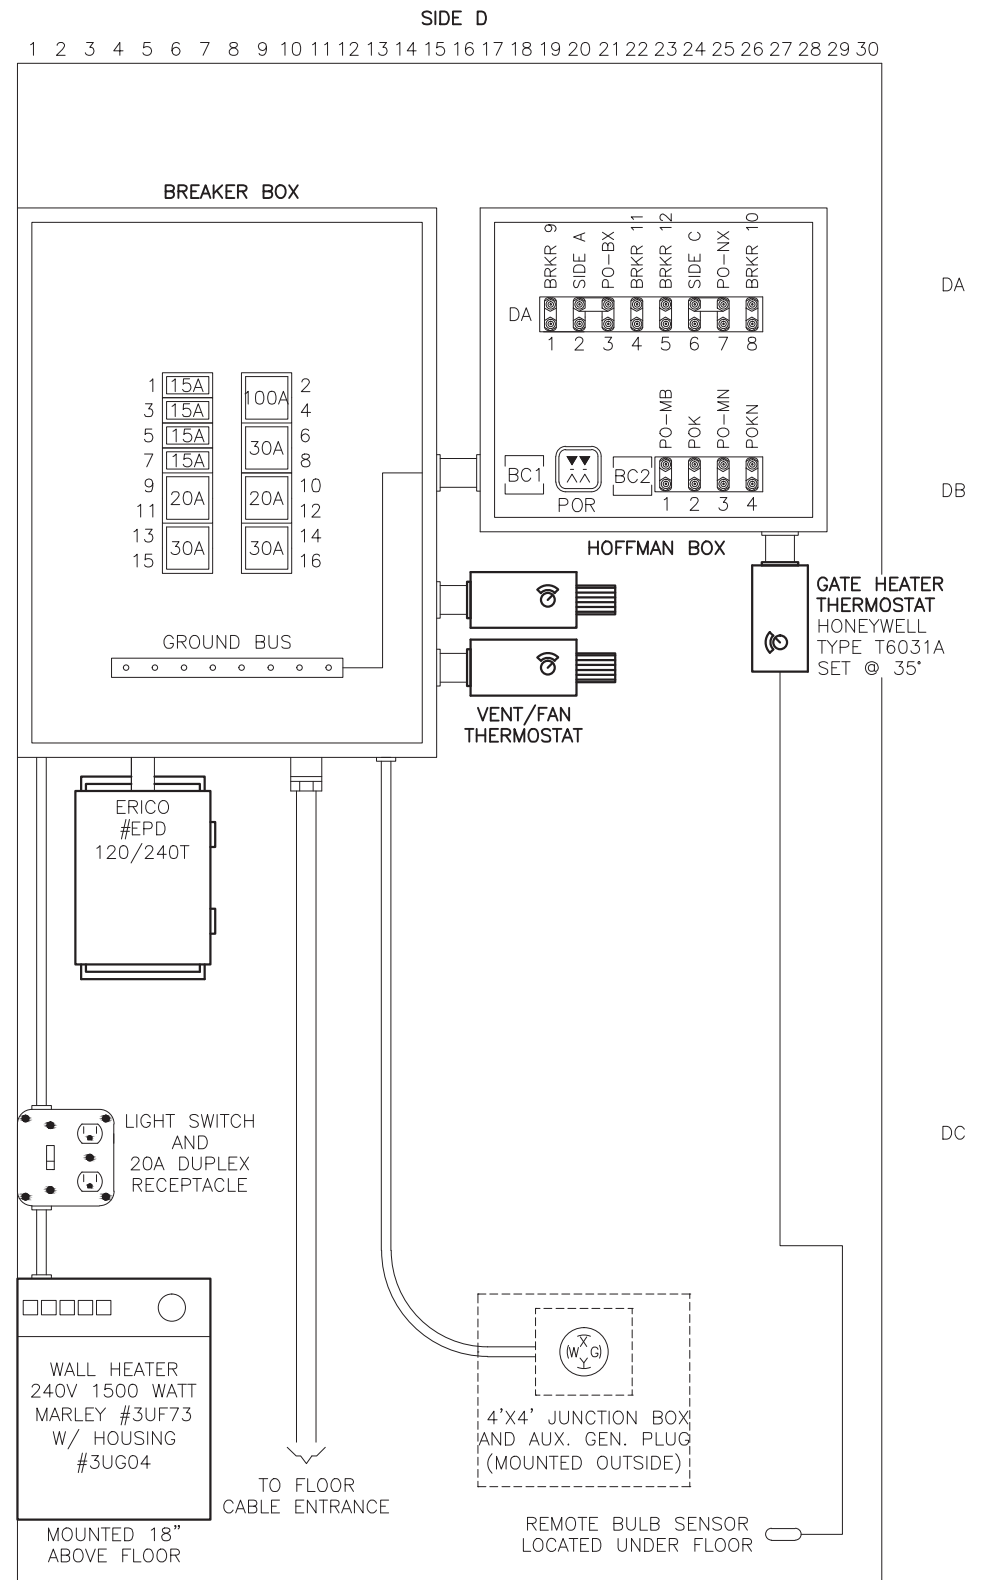 SIDE D
1 2 3 4 5 6 7 8 9 10 11 12 13 14 15 16 17 18 19 20 21 22 23 24 25 26 27 28 29 30
BREAKER BOX
BRKR 9
SIDE A
PO-BX
BRKR 11
BRKR 12
SIDE C
PO-NX
BRKR 10
DA
DA
1 2 3 4 5 6 7 8
1 15A 100A 2
3 15A 4
5 15A 30A 6
7 15A 8
9 20A 20A 10
11 12
13 30A 30A 14
15 16
PO-MB
POK
PO-MN
POKN
BC1
POR
BC2
1 2 3 4
DB
HOFFMAN BOX
GATE HEATER
THERMOSTAT
HONEYWELL
TYPE T6031A
SET @ 35°
GROUND BUS
VENT/FAN
THERMOSTAT
ERICO
#EPD
120/240T
LIGHT SWITCH
AND
20A DUPLEX
RECEPTACLE
DC
WALL HEATER
240V 1500 WATT
MARLEY #3UF73
W/ HOUSING
#3UG04
MOUNTED 18"
ABOVE FLOOR
TO FLOOR
CABLE ENTRANCE
X
(W G)
Y
4'X4' JUNCTION BOX
AND AUX. GEN. PLUG
(MOUNTED OUTSIDE)
REMOTE BULB SENSOR
LOCATED UNDER FLOOR